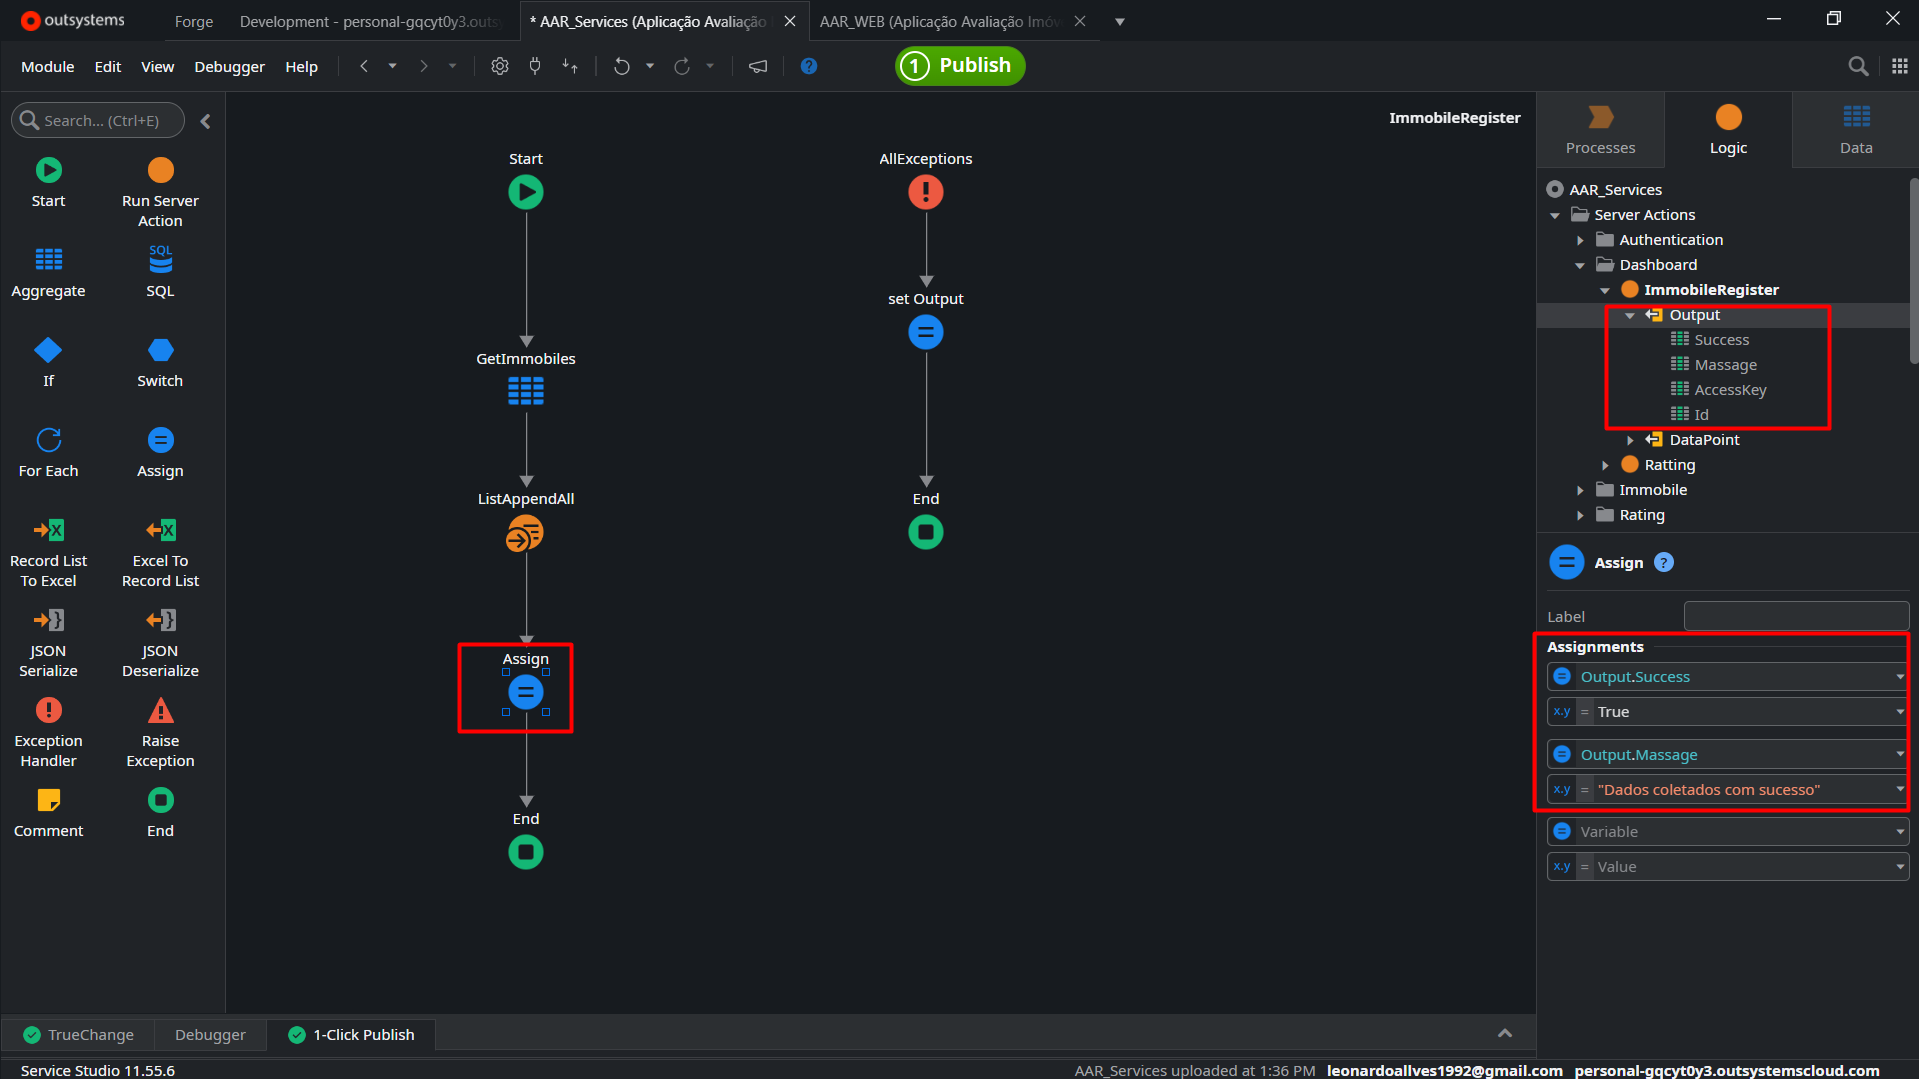 outsystems
Forge
Development - personal-gqcyt0y3.outs
* AAR_Services (Aplicação Avaliação
AAR_WEB (Aplicação Avaliação Imóv
Module
Edit
View
Debugger
Help
1
Publish
Search... (Ctrl+E)
Start
Run Server
Action
SQL
Aggregate
SQL
If
Switch
For Each
Assign
Record List
To Excel
Excel To
Record List
JSON
Serialize
JSON
Deserialize
Exception
Handler
Raise
Exception
Comment
End
ImmobileRegister
Start
GetImmobiles
ListAppendAll
Assign
End
AllExceptions
set Output
End
Processes
Logic
Data
AAR_Services
Server Actions
Authentication
Dashboard
ImmobileRegister
Output
Success
Massage
AccessKey
Id
DataPoint
Ratting
Immobile
Rating
Assign ?
Label
Assignments
Output.Success
x.y = True
Output.Massage
x.y = "Dados coletados com sucesso"
Variable
x.y = Value
TrueChange
Debugger
1-Click Publish
Service Studio 11.55.6
AAR_Services uploaded at 1:36 PM
leonardoallves1992@gmail.com
personal-gqcyt0y3.outsystemscloud.com